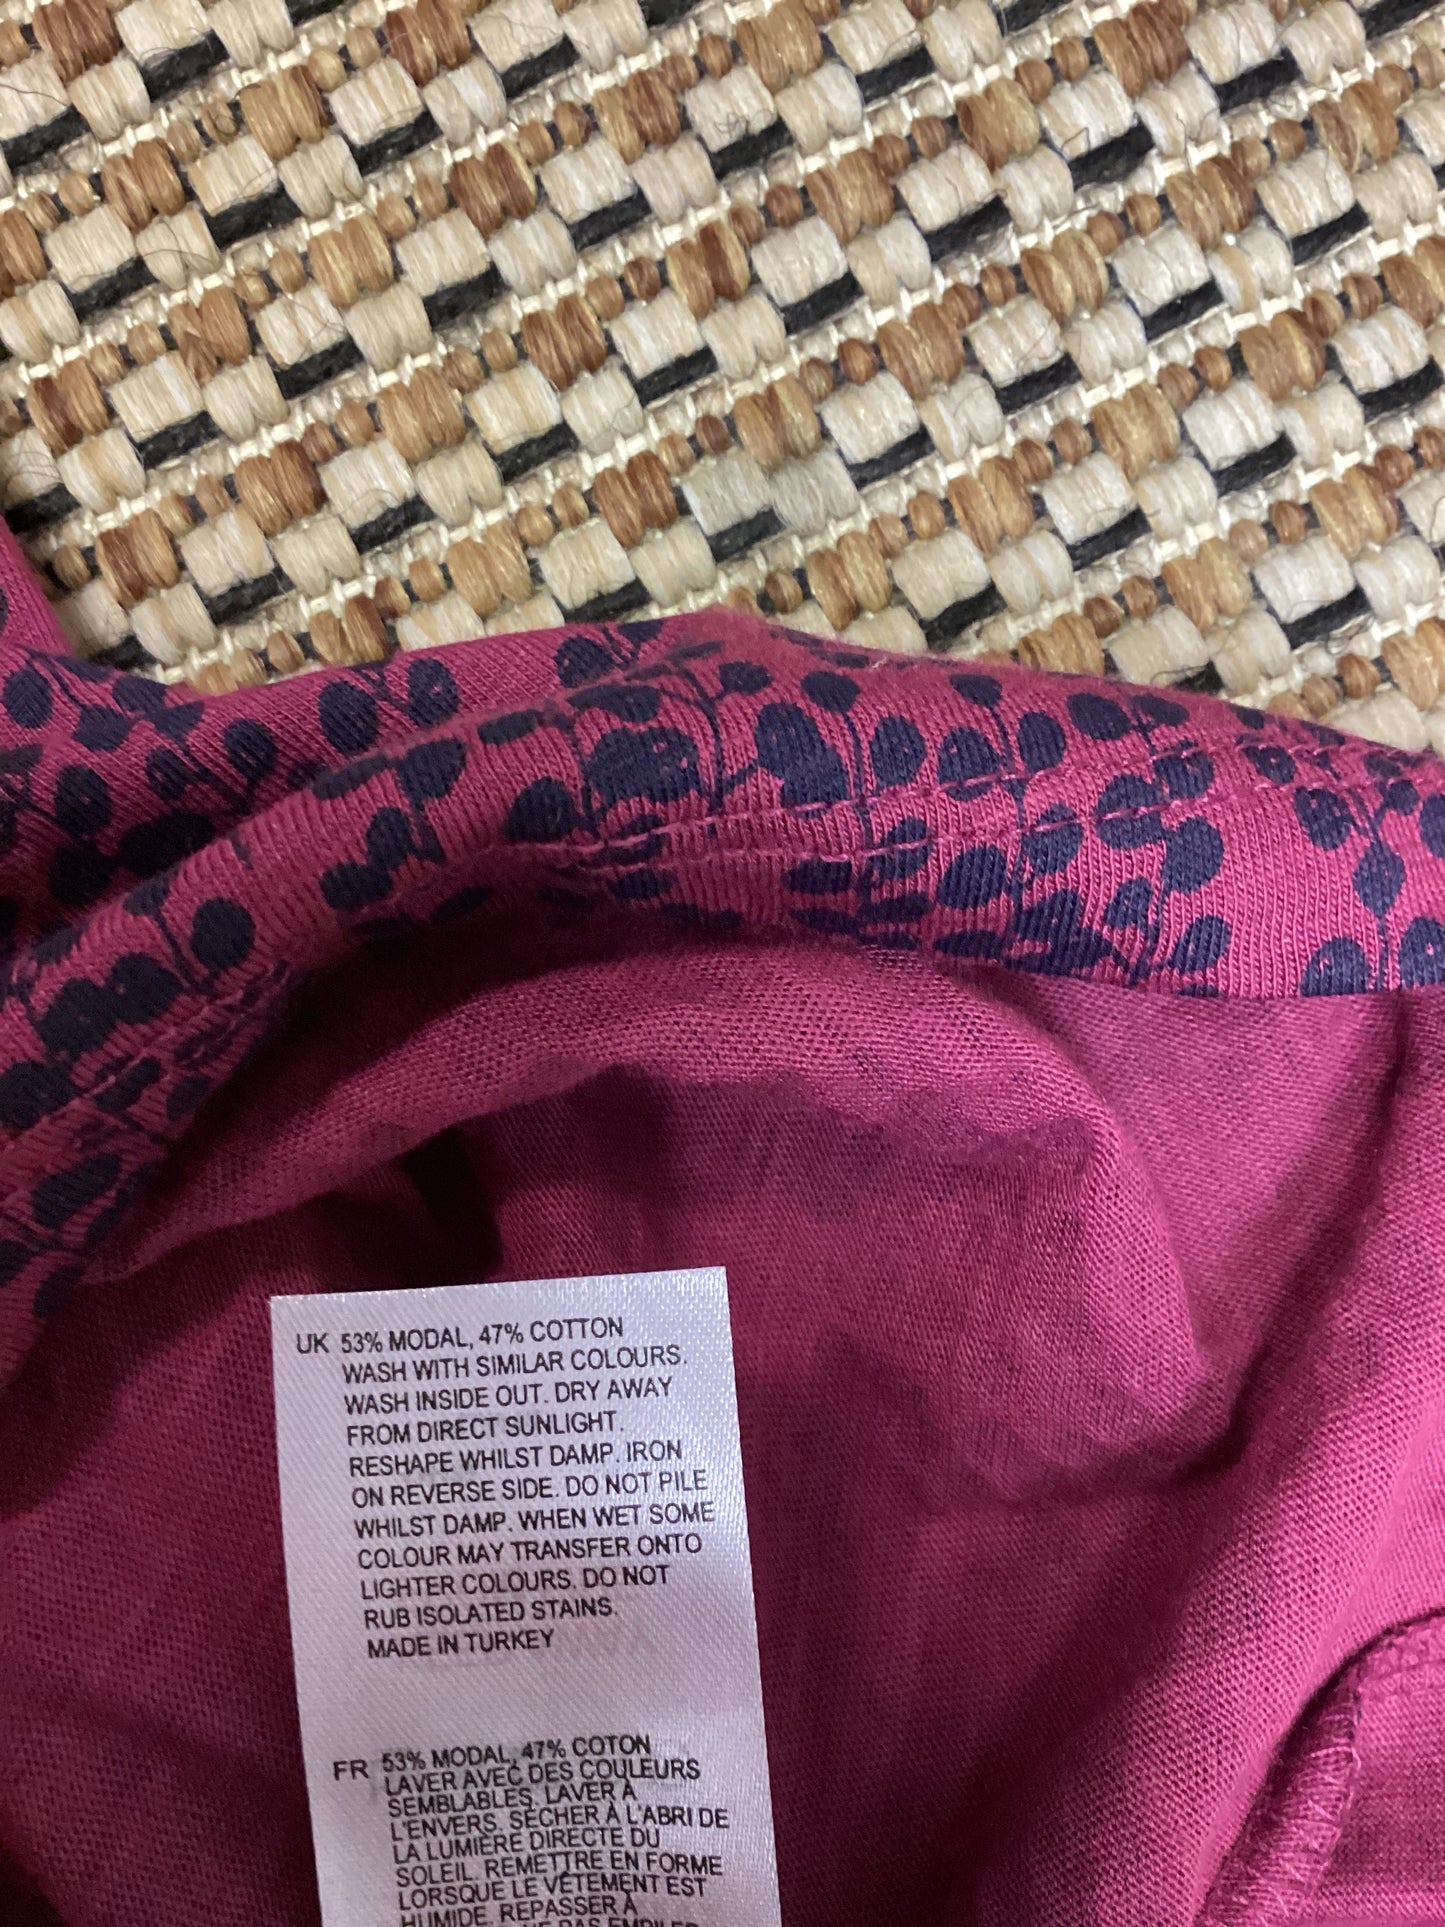 UK 53% MODAL, 47% COTTON
WASH WITH SIMILAR COLOURS.
WASH INSIDE OUT. DRY AWAY
FROM DIRECT SUNLIGHT.
RESHAPE WHILST DAMP. IRON
ON REVERSE SIDE. DO NOT PILE
WHILST DAMP. WHEN WET SOME
COLOUR MAY TRANSFER ONTO
LIGHTER COLOURS. DO NOT
RUB ISOLATED STAINS.
MADE IN TURKEY
FR 53% MODAL, 47% COTON
LAVER AVEC DES COULEURS
SEMBLABLES. LAVER À
L'ENVERS. SÉCHER À L'ABRI DE
LA LUMIÈRE DIRECTE DU
SOLEIL. REMETTRE EN FORME
LORSQUE LE VÊTEMENT EST
HUMIDE. REPASSER À